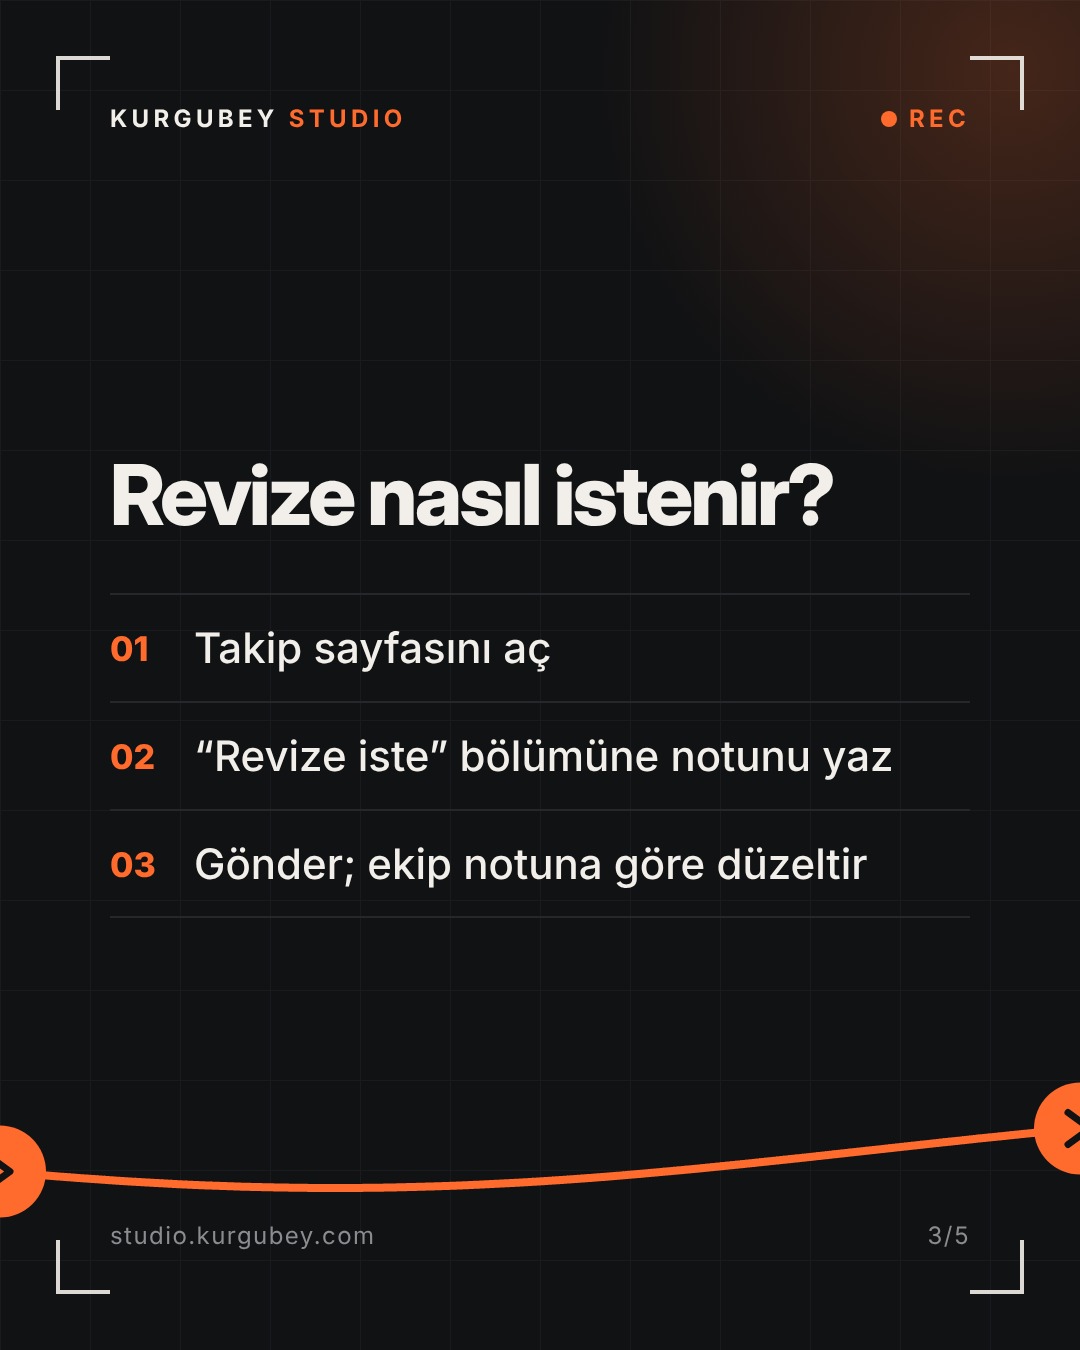 KURGUBEY STUDIO
REC
Revize nasıl istenir?
01 Takip sayfasını aç
02 “Revize iste” bölümüne notunu yaz
03 Gönder; ekip notuna göre düzeltir
studio.kurgubey.com
3/5